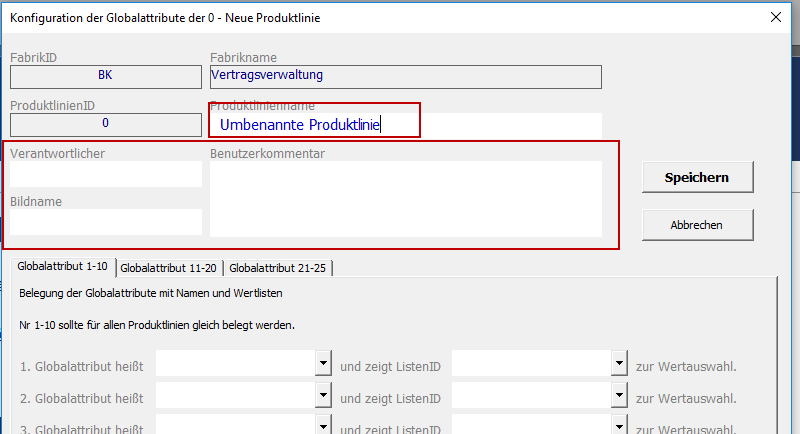 Konfiguration der Globalattribute der 0 - Neue Produktlinie
FabrikID Fabrikname
BK Vertragsverwaltung
ProduktlinienID Produktlinienname
0 Umbenannte Produktlinie
Verantwortlicher Benutzerkommentar
Speichern
Bildname
Abbrechen
Globalattribut 1-10 Globalattribut 11-20 Globalattribut 21-25
Belegung der Globalattribute mit Namen und Wertlisten
Nr 1-10 sollte für allen Produktlinien gleich belegt werden.
1. Globalattribut heißt und zeigt ListenID zur Wertauswahl.
2. Globalattribut heißt und zeigt ListenID zur Wertauswahl.
3. Globalattribut heißt und zeigt ListenID zur Wertauswahl.